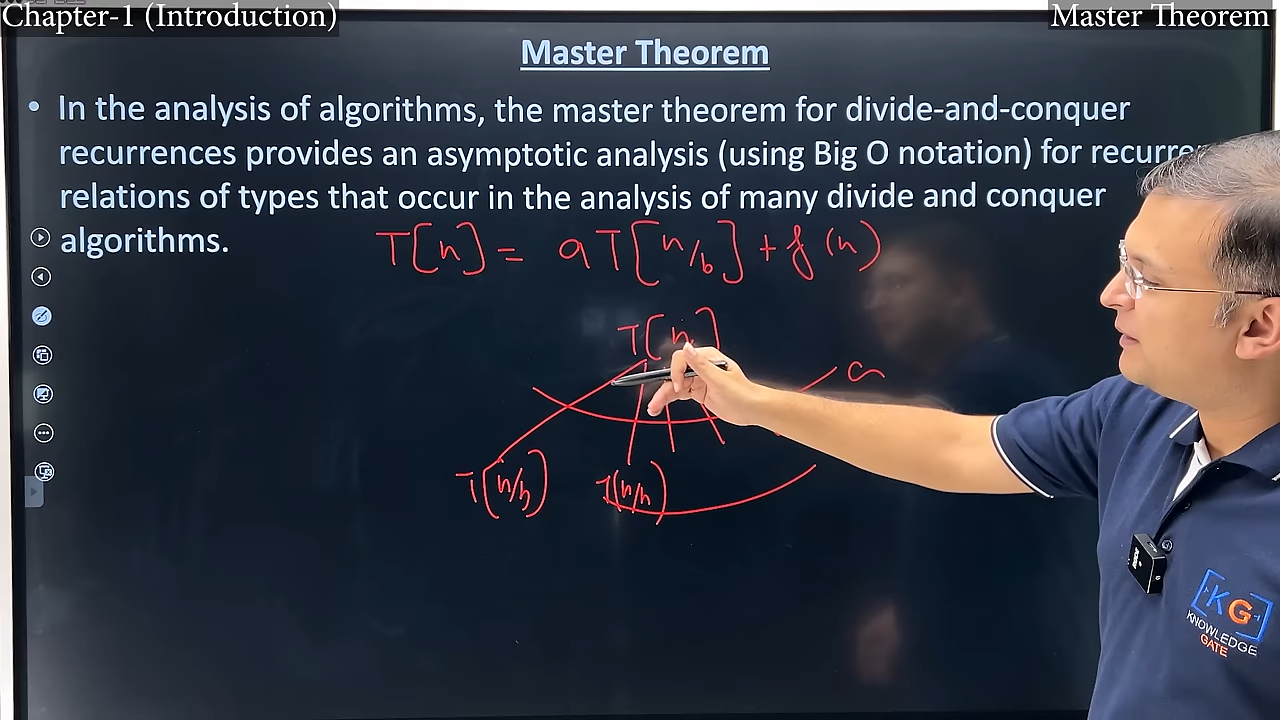 Chapter-1 (Introduction)
Master Theorem
Master Theorem
• In the analysis of algorithms, the master theorem for divide-and-conquer
recurrences provides an asymptotic analysis (using Big O notation) for recurre
relations of types that occur in the analysis of many divide and conquer
algorithms.
T[n] = aT[n/b] + f(n)
T[n]
a
T(n/b) T(n/n)
KG
KNOWLEDGE
GATE